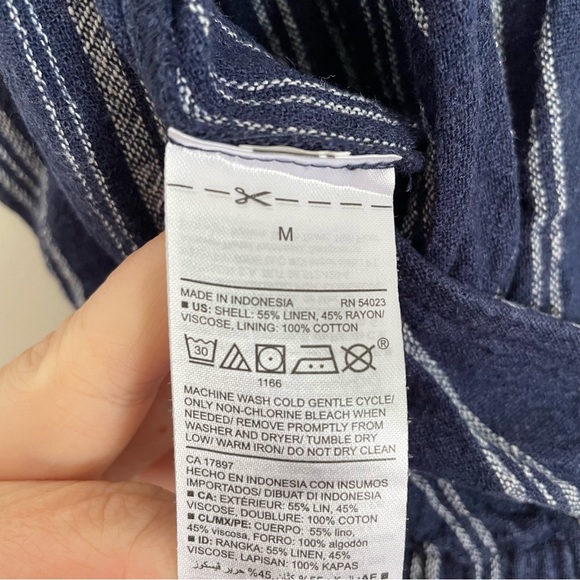 M
MADE IN INDONESIA RN 54023
■ US: SHELL: 55% LINEN, 45% RAYON/
VISCOSE, LINING: 100% COTTON
30 ®
1166
MACHINE WASH COLD GENTLE CYCLE/
ONLY NON-CHLORINE BLEACH WHEN
NEEDED/ REMOVE PROMPTLY FROM
WASHER AND DRYER/ TUMBLE DRY
LOW/ WARM IRON/ DO NOT DRY CLEAN
CA 17897
HECHO EN INDONESIA CON INSUMOS
IMPORTADOS/ DIBUAT DI INDONESIA
■ CA: EXTÉRIEUR: 55% LIN, 45%
VISCOSE, DOUBLURE: 100% COTON
■ CL/MX/PE: CUERPO: 55% lino,
45% viscosa, FORRO: 100% algodón
■ ID: RANGKA: 55% LINEN, 45%
VISCOSE, LAPISAN: 100% KAPAS